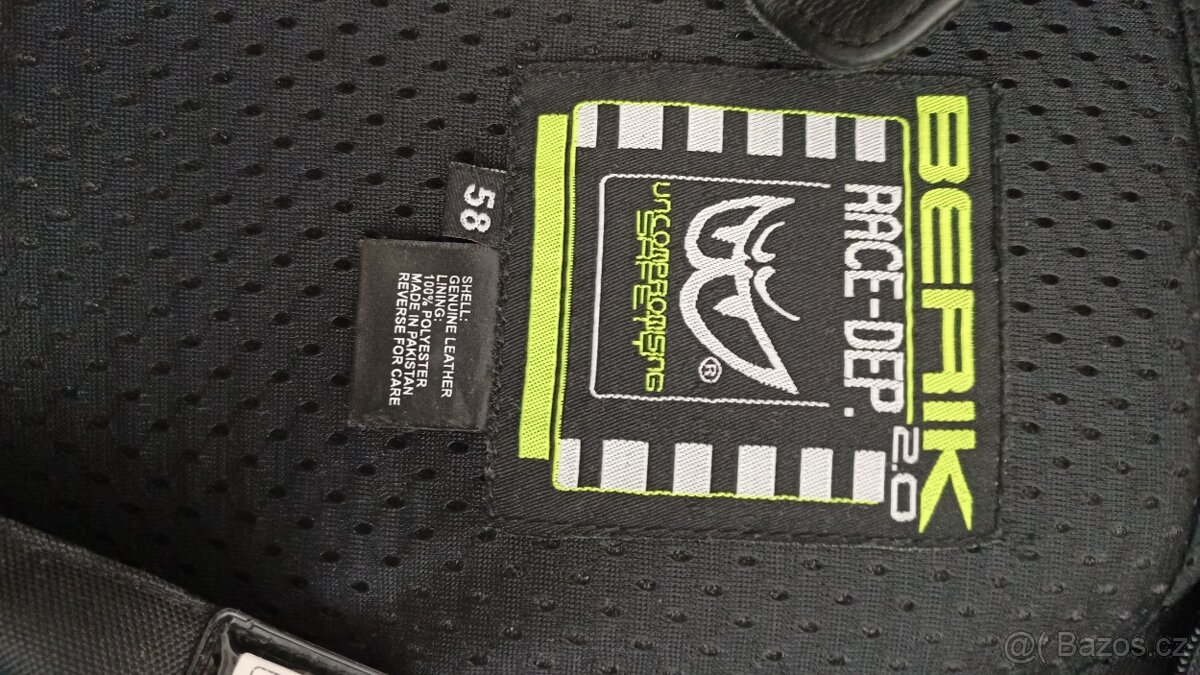 BERIK
RACE-DEP.
2.0
®
UNCOMPROMISING
SAFETY
58
SHELL:
GENUINE LEATHER
LINING:
100% POLYESTER
MADE IN PAKISTAN
REVERSE FOR CARE
@( Bazos.cz